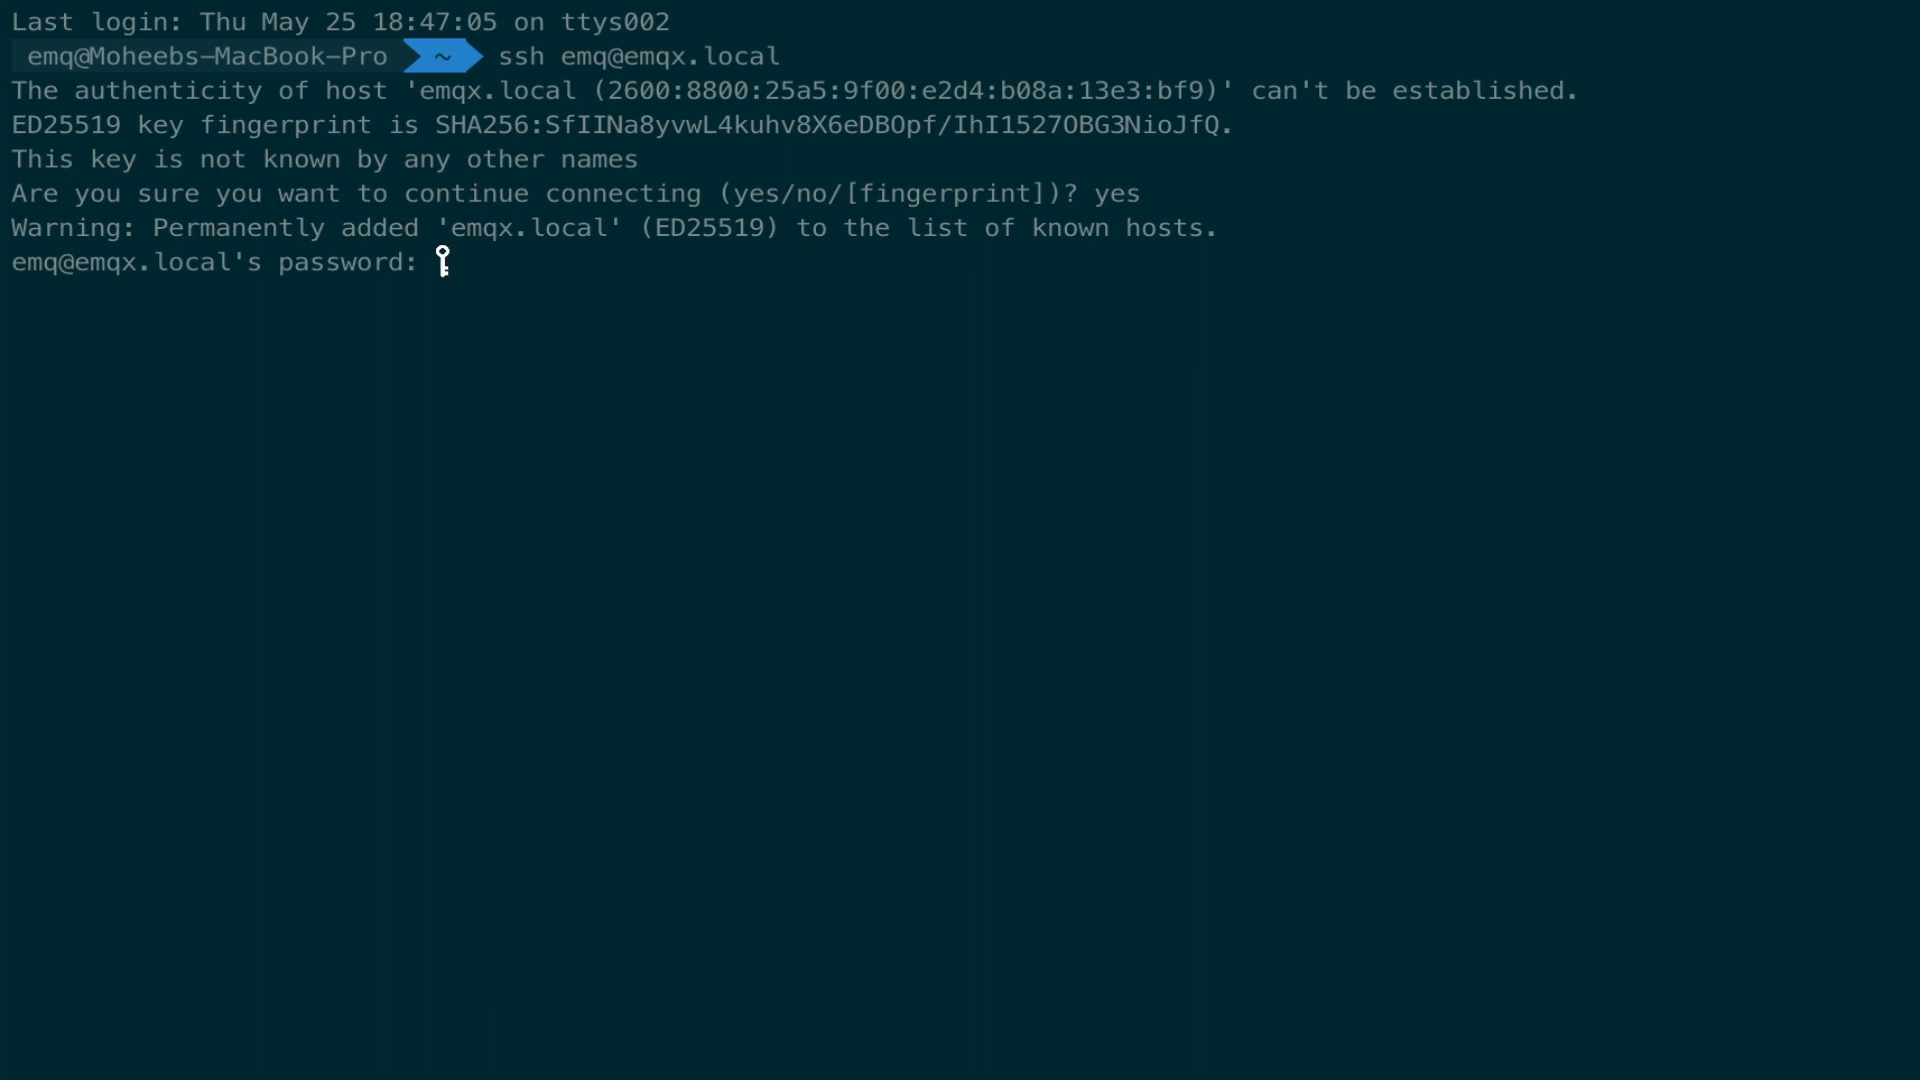 Last login: Thu May 25 18:47:05 on ttys002
emq@Moheebs-MacBook-Pro ~ ssh emq@emqx.local
The authenticity of host 'emqx.local (2600:8800:25a5:9f00:e2d4:b08a:13e3:bf9)' can't be established.
ED25519 key fingerprint is SHA256:SfIINa8yvwL4kuhv8X6eDBOpf/IhI1527OBG3NioJfQ.
This key is not known by any other names
Are you sure you want to continue connecting (yes/no/[fingerprint])? yes
Warning: Permanently added 'emqx.local' (ED25519) to the list of known hosts.
emq@emqx.local's password: